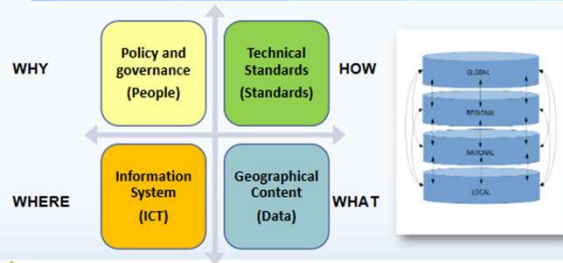 WHY
Policy and
governance
(People)
Technical
Standards
(Standards)
HOW
WHERE
Information
System
(ICT)
Geographical
Content
(Data)
WHAT
GLOBAL
REGIONAL
NATIONAL
LOCAL